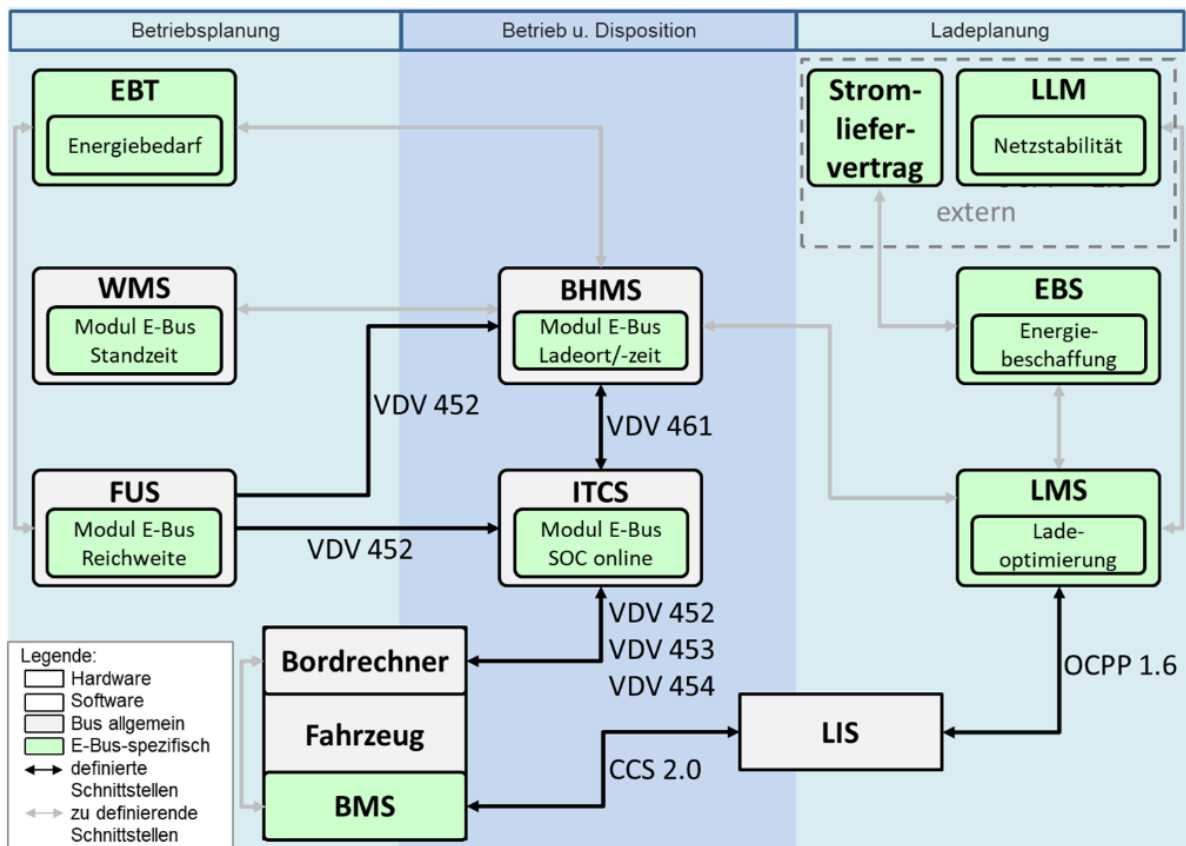 Betriebsplanung
Betrieb u. Disposition
Ladeplanung
EBT
Energiebedarf
Strom-
liefer-
vertrag
LLM
Netzstabilität
extern
WMS
Modul E-Bus
Standzeit
BHMS
Modul E-Bus
Ladeort/-zeit
EBS
Energie-
beschaffung
VDV 452
VDV 461
FUS
Modul E-Bus
Reichweite
VDV 452
ITCS
Modul E-Bus
SOC online
LMS
Lade-
optimierung
VDV 452
VDV 453
VDV 454
OCPP 1.6
Bordrechner
Fahrzeug
BMS
CCS 2.0
LIS
Legende:
Hardware
Software
Bus allgemein
E-Bus-spezifisch
definierte
Schnittstellen
zu definierende
Schnittstellen